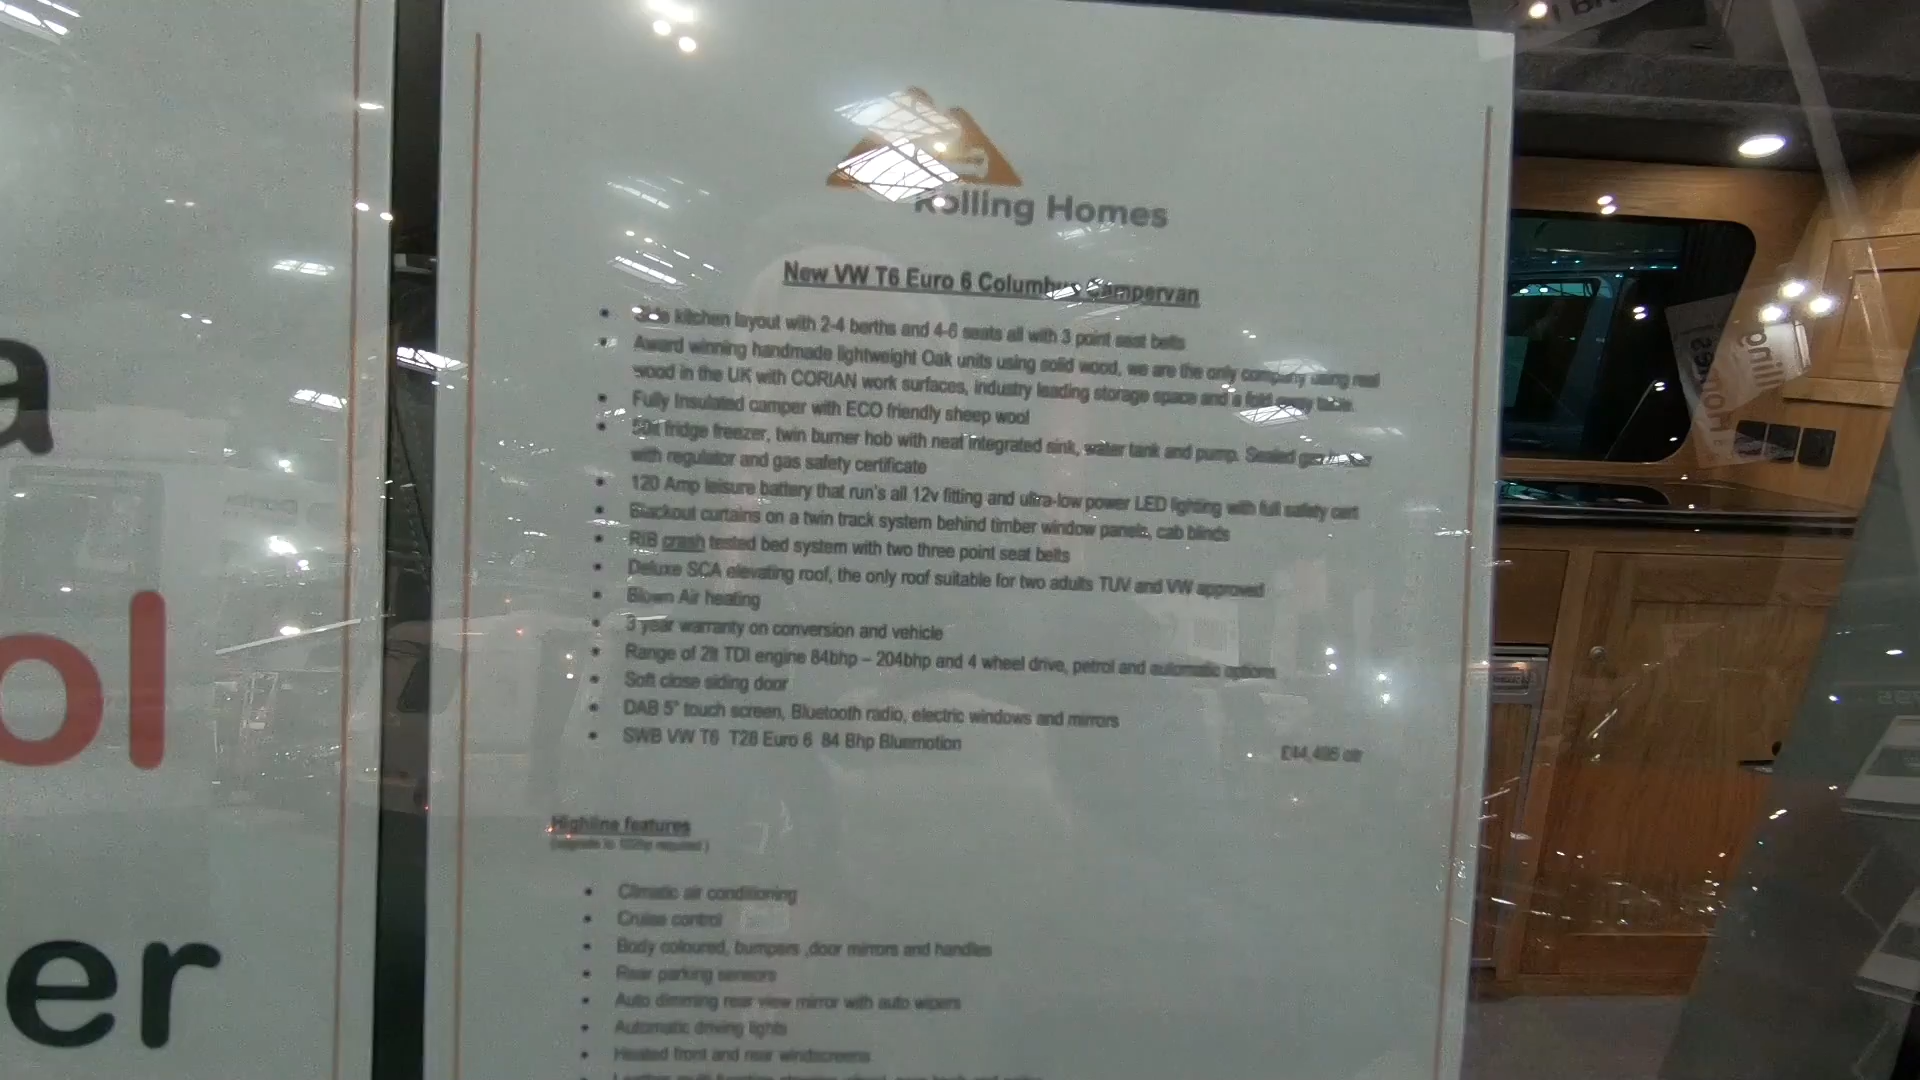 a
ol
er
Rolling Homes
New VW T6 Euro 6 Columbus Campervan
kitchen layout with 2-4 berths and 4-6 seats all with 3 point seat belts
Award winning handmade lightweight Oak units using solid wood, we are the only company using real
wood in the UK with CORIAN work surfaces, industry leading storage space and a fold away table.
Fully Insulated camper with ECO friendly sheep wool
fridge freezer, twin burner hob with neat integrated sink, water tank and pump. Sealed
with regulator and gas safety certificate
120 Amp leisure battery that run's all 12v fitting and ultra-low power LED lighting with full safety cert
Blackout curtains on a twin track system behind timber window panels, cab blinds
RIB crash tested bed system with two three point seat belts
Deluxe SCA elevating roof, the only roof suitable for two adults TUV and VW approved
Blown Air heating
3 year warranty on conversion and vehicle
Range of 2lt TDI engine 84bhp – 204bhp and 4 wheel drive, petrol and automatic options
Soft close siding door
DAB 5" touch screen, Bluetooth radio, electric windows and mirrors
SWB VW T6 T28 Euro 6 84 Bhp Bluemotion
Highline features
Climatic air conditioning
Cruise control
Body coloured, bumpers ,door mirrors and handles
Rear parking sensors
Auto dimming rear view mirror with auto wipers
Automatic driving lights
Heated front and rear windscreens